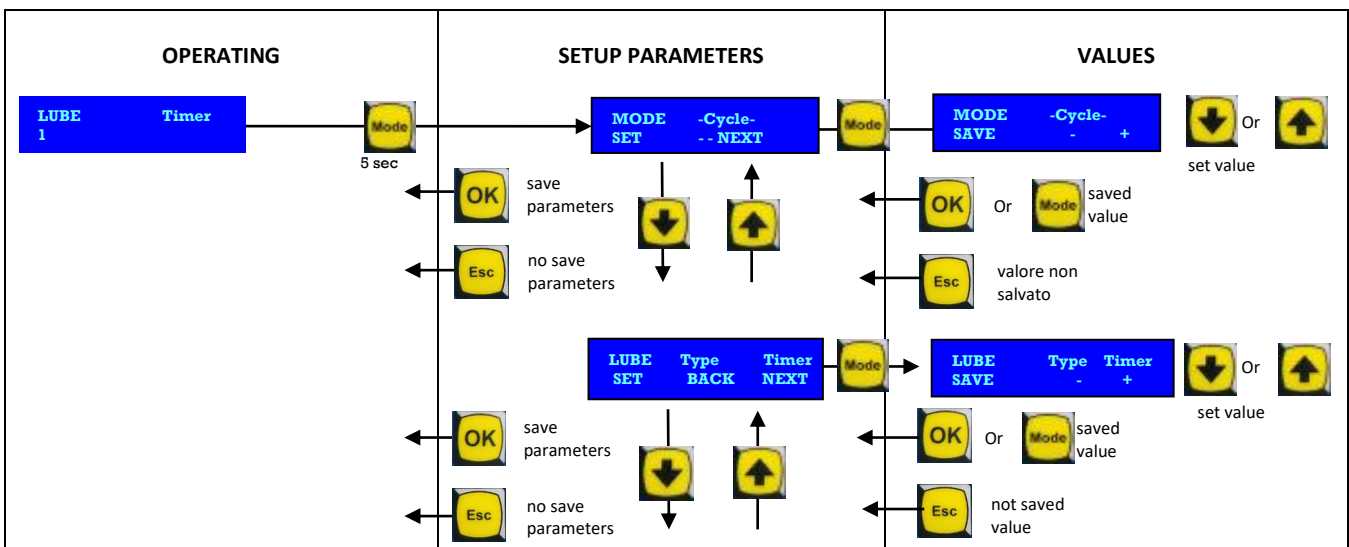 OPERATING
SETUP PARAMETERS
VALUES
LUBE Timer
1
Mode
5 sec
MODE -Cycle-
SET - - NEXT
Mode
MODE -Cycle-
SAVE - +
Or
set value
OK
save
parameters
Esc
no save
parameters
OK
Or
Mode
saved
value
Esc
valore non
salvato
LUBE Type Timer
SET BACK NEXT
Mode
LUBE Type Timer
SAVE - +
Or
set value
OK
save
parameters
Esc
no save
parameters
OK
Or
Mode
saved
value
Esc
not saved
value